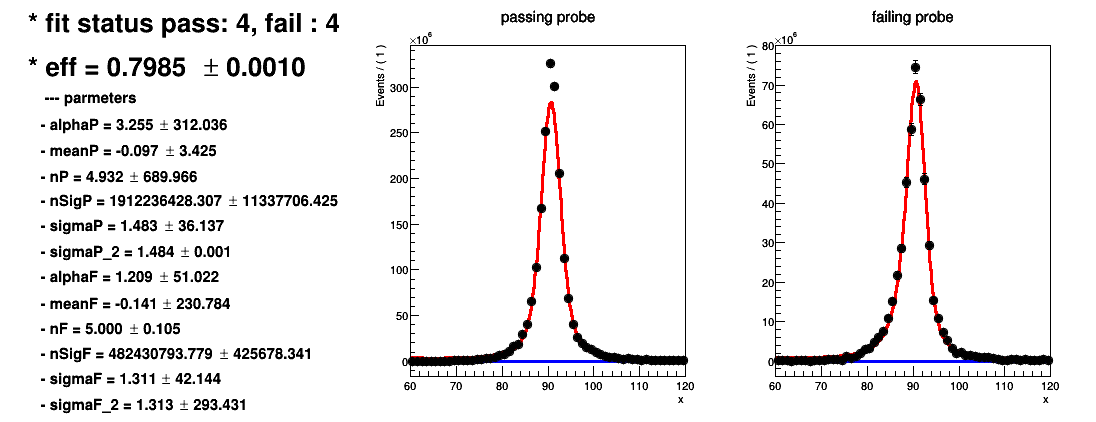 * fit status pass: 4, fail : 4
* eff = 0.7985 ± 0.0010
--- parmeters
- alphaP = 3.255 ± 312.036
- meanP = -0.097 ± 3.425
- nP = 4.932 ± 689.966
- nSigP = 1912236428.307 ± 11337706.425
- sigmaP = 1.483 ± 36.137
- sigmaP_2 = 1.484 ± 0.001
- alphaF = 1.209 ± 51.022
- meanF = -0.141 ± 230.784
- nF = 5.000 ± 0.105
- nSigF = 482430793.779 ± 425678.341
- sigmaF = 1.311 ± 42.144
- sigmaF_2 = 1.313 ± 293.431
passing probe
×10⁶
Events / ( 1 )
300
250
200
150
100
50
0
60 70 80 90 100 110 120
x
failing probe
×10⁶
Events / ( 1 )
80
70
60
50
40
30
20
10
0
60 70 80 90 100 110 120
x